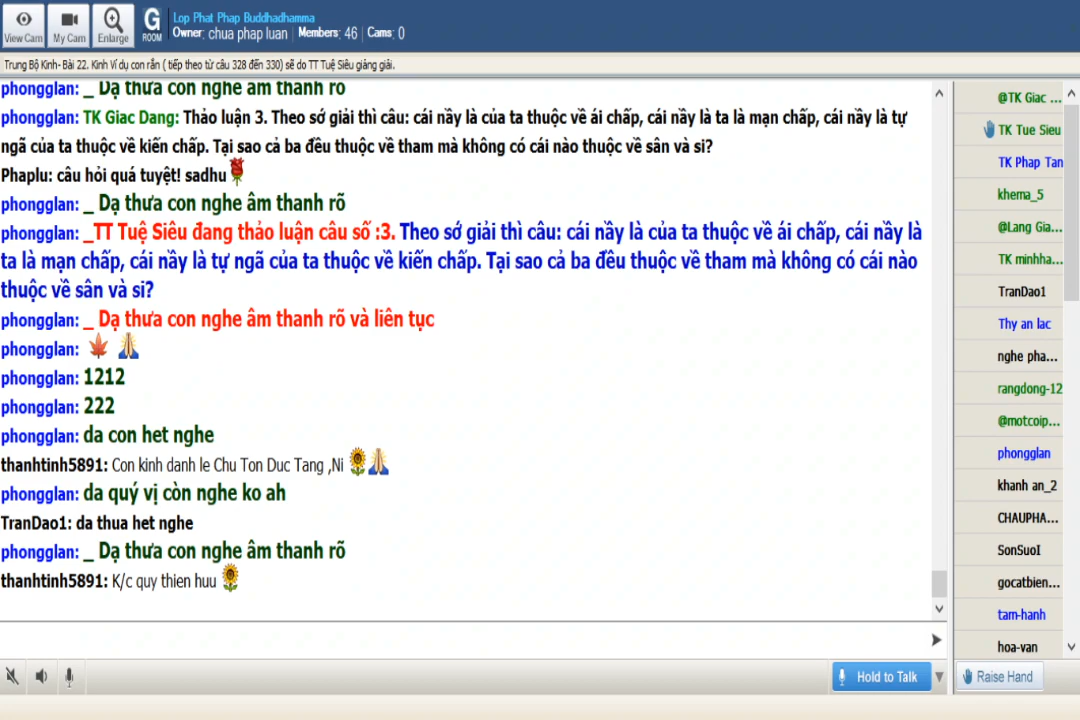 View Cam
My Cam
Enlarge
G
ROOM
Lop Phat Phap Buddhadhamma
Owner: chua phap luan | Members: 46 | Cams: 0
Trung Bộ Kinh- Bài 22. Kinh Ví dụ con rắn ( tiếp theo từ câu 328 đến 330) sẽ do TT Tuệ Siêu giảng giải.
phongglan: _ Dạ thưa con nghe âm thanh rõ
phongglan: TK Giac Dang: Thảo luận 3. Theo sớ giải thì câu: cái nầy là của ta thuộc về ái chấp, cái nầy là ta là mạn chấp, cái nầy là tự
ngã của ta thuộc về kiến chấp. Tại sao cả ba đều thuộc về tham mà không có cái nào thuộc về sân và si?
Phaplu: câu hỏi quá tuyệt! sadhu
phongglan: _ Dạ thưa con nghe âm thanh rõ
phongglan: _TT Tuệ Siêu đang thảo luận câu số :3. Theo sớ giải thì câu: cái nầy là của ta thuộc về ái chấp, cái nầy là
ta là mạn chấp, cái nầy là tự ngã của ta thuộc về kiến chấp. Tại sao cả ba đều thuộc về tham mà không có cái nào
thuộc về sân và si?
phongglan: _ Dạ thưa con nghe âm thanh rõ và liên tục
phongglan:
phongglan: 1212
phongglan: 222
phongglan: da con het nghe
thanhtinh5891: Con kinh danh le Chu Ton Duc Tang ,Ni
phongglan: da quý vị còn nghe ko ah
TranDao1: da thua het nghe
phongglan: _ Dạ thưa con nghe âm thanh rõ
thanhtinh5891: K/c quy thien huu
@TK Giac ...
TK Tue Sieu
TK Phap Tan
khema_5
@Lang Gia...
TK minhha...
TranDao1
Thy an lac
nghe pha...
rangdong-12
@motcoip...
phongglan
khanh an_2
CHAUPHA...
SonSuoI
gocatbien...
tam-hanh
hoa-van
Hold to Talk
Raise Hand